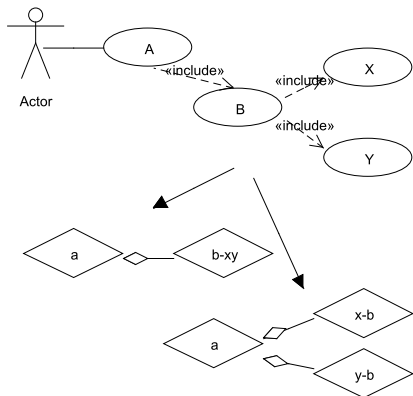 A
X
«include»
«include»
Actor
B
«include»
Y
a
b-xy
x-b
a
y-b